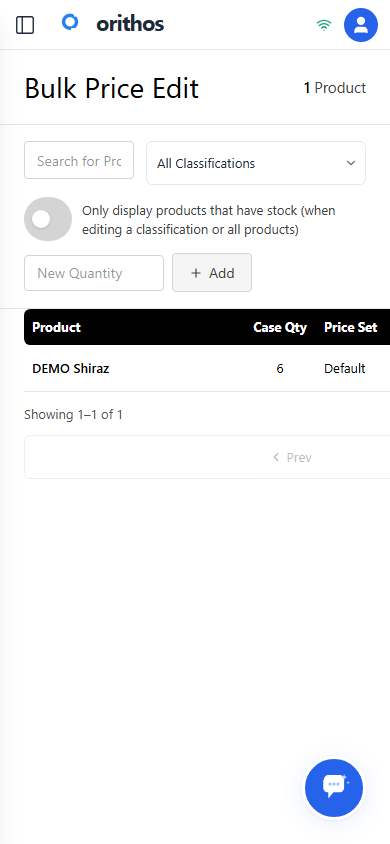 orithos
Bulk Price Edit
1 Product
Search for Prc
All Classifications
Only display products that have stock (when
editing a classification or all products)
New Quantity
+ Add
Product Case Qty Price Set
DEMO Shiraz 6 Default
Showing 1–1 of 1
Prev